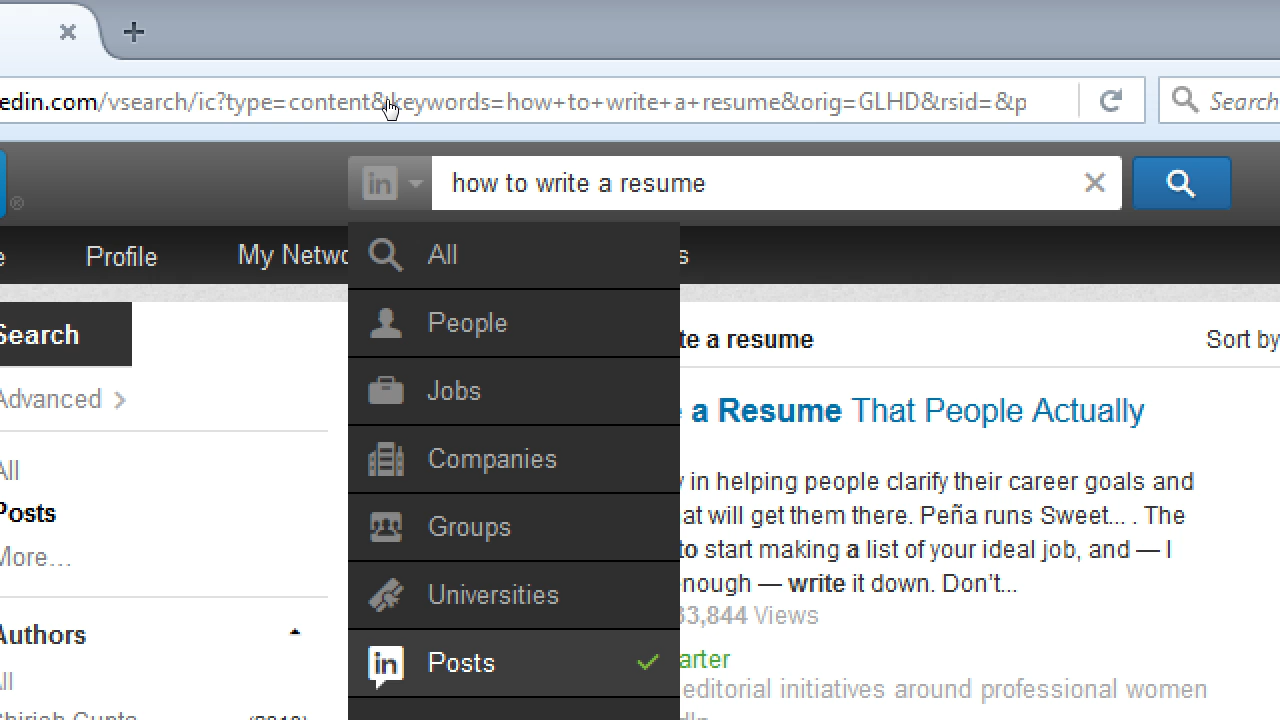 edin.com/vsearch/ic?type=content&keywords=how+to+write+a+resume&orig=GLHD&rsid=&p
Search
in
how to write a resume
®
e Profile My Netwo s
All
People
Jobs
Companies
Groups
Universities
in Posts
Search
Advanced
All
Posts
More...
Authors
All
te a resume
Sort by
e a Resume That People Actually
y in helping people clarify their career goals and
at will get them there. Peña runs Sweet... . The
to start making a list of your ideal job, and — I
enough — write it down. Don't...
33,844 Views
arter
editorial initiatives around professional women